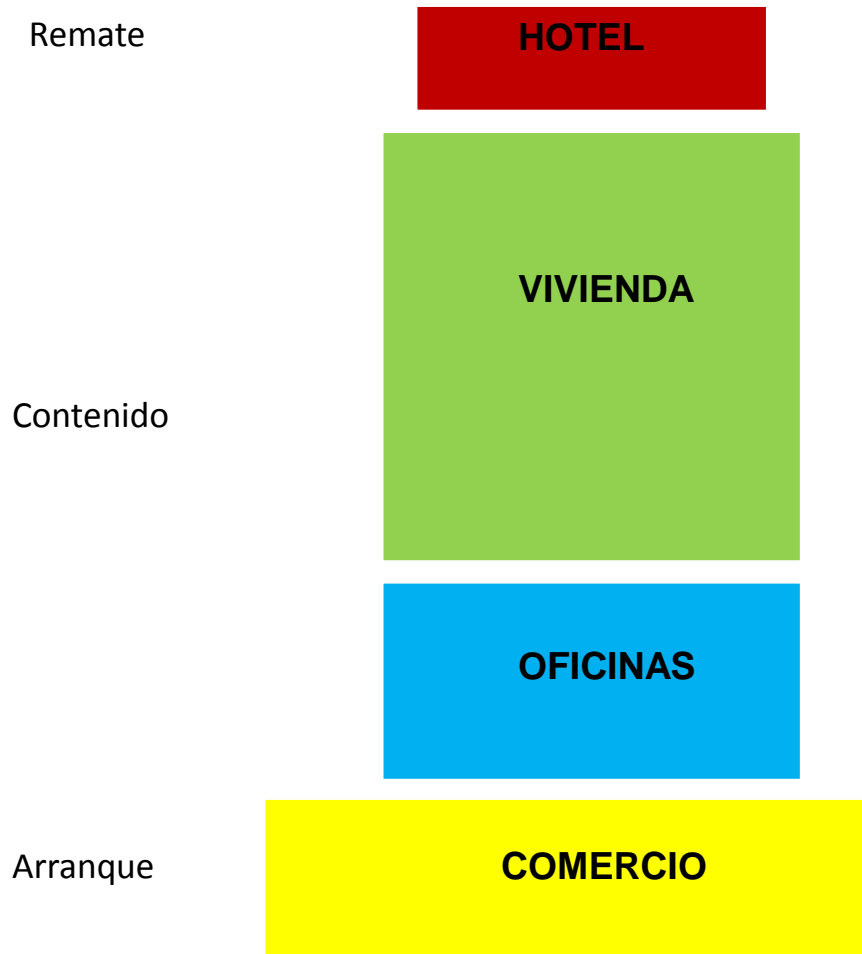 Remate
HOTEL
VIVIENDA
Contenido
OFICINAS
Arranque
COMERCIO